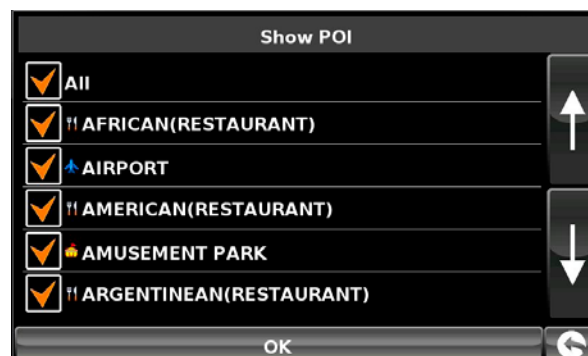 Show POI
All
AFRICAN(RESTAURANT)
AIRPORT
AMERICAN(RESTAURANT)
AMUSEMENT PARK
ARGENTINEAN(RESTAURANT)
OK